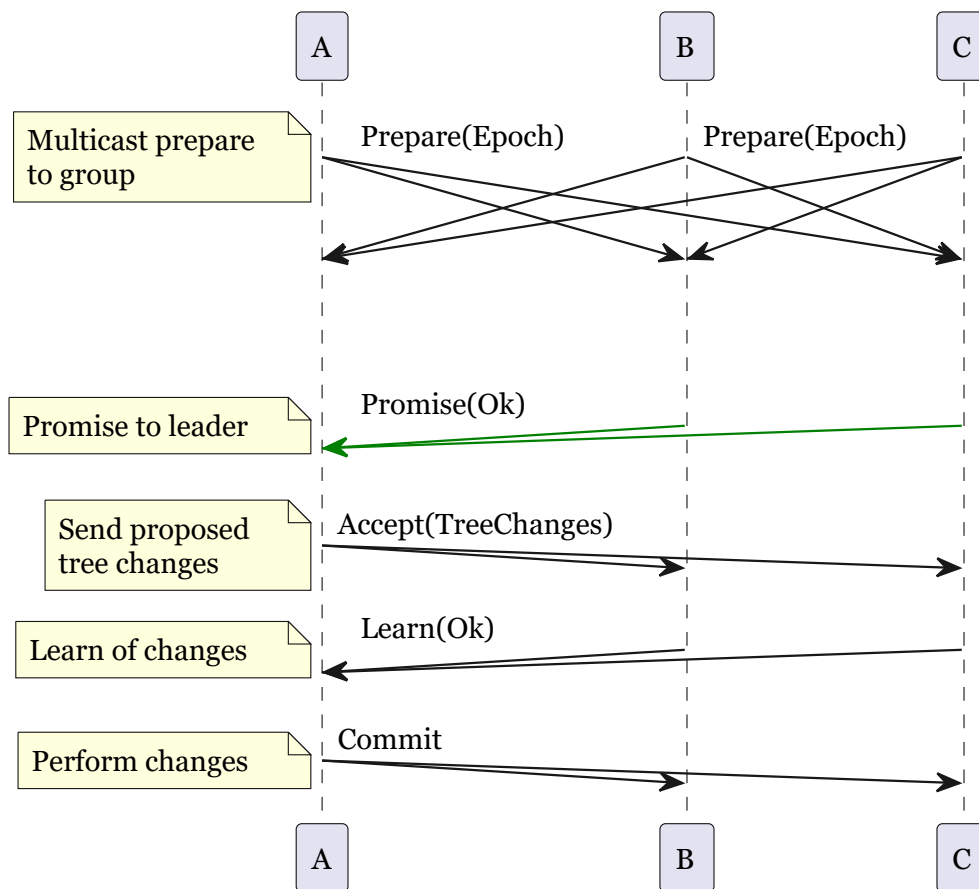 A
B
C
Multicast prepare
to group
Prepare(Epoch)
Prepare(Epoch)
Promise to leader
Promise(Ok)
Send proposed
tree changes
Accept(TreeChanges)
Learn of changes
Learn(Ok)
Perform changes
Commit
A
B
C